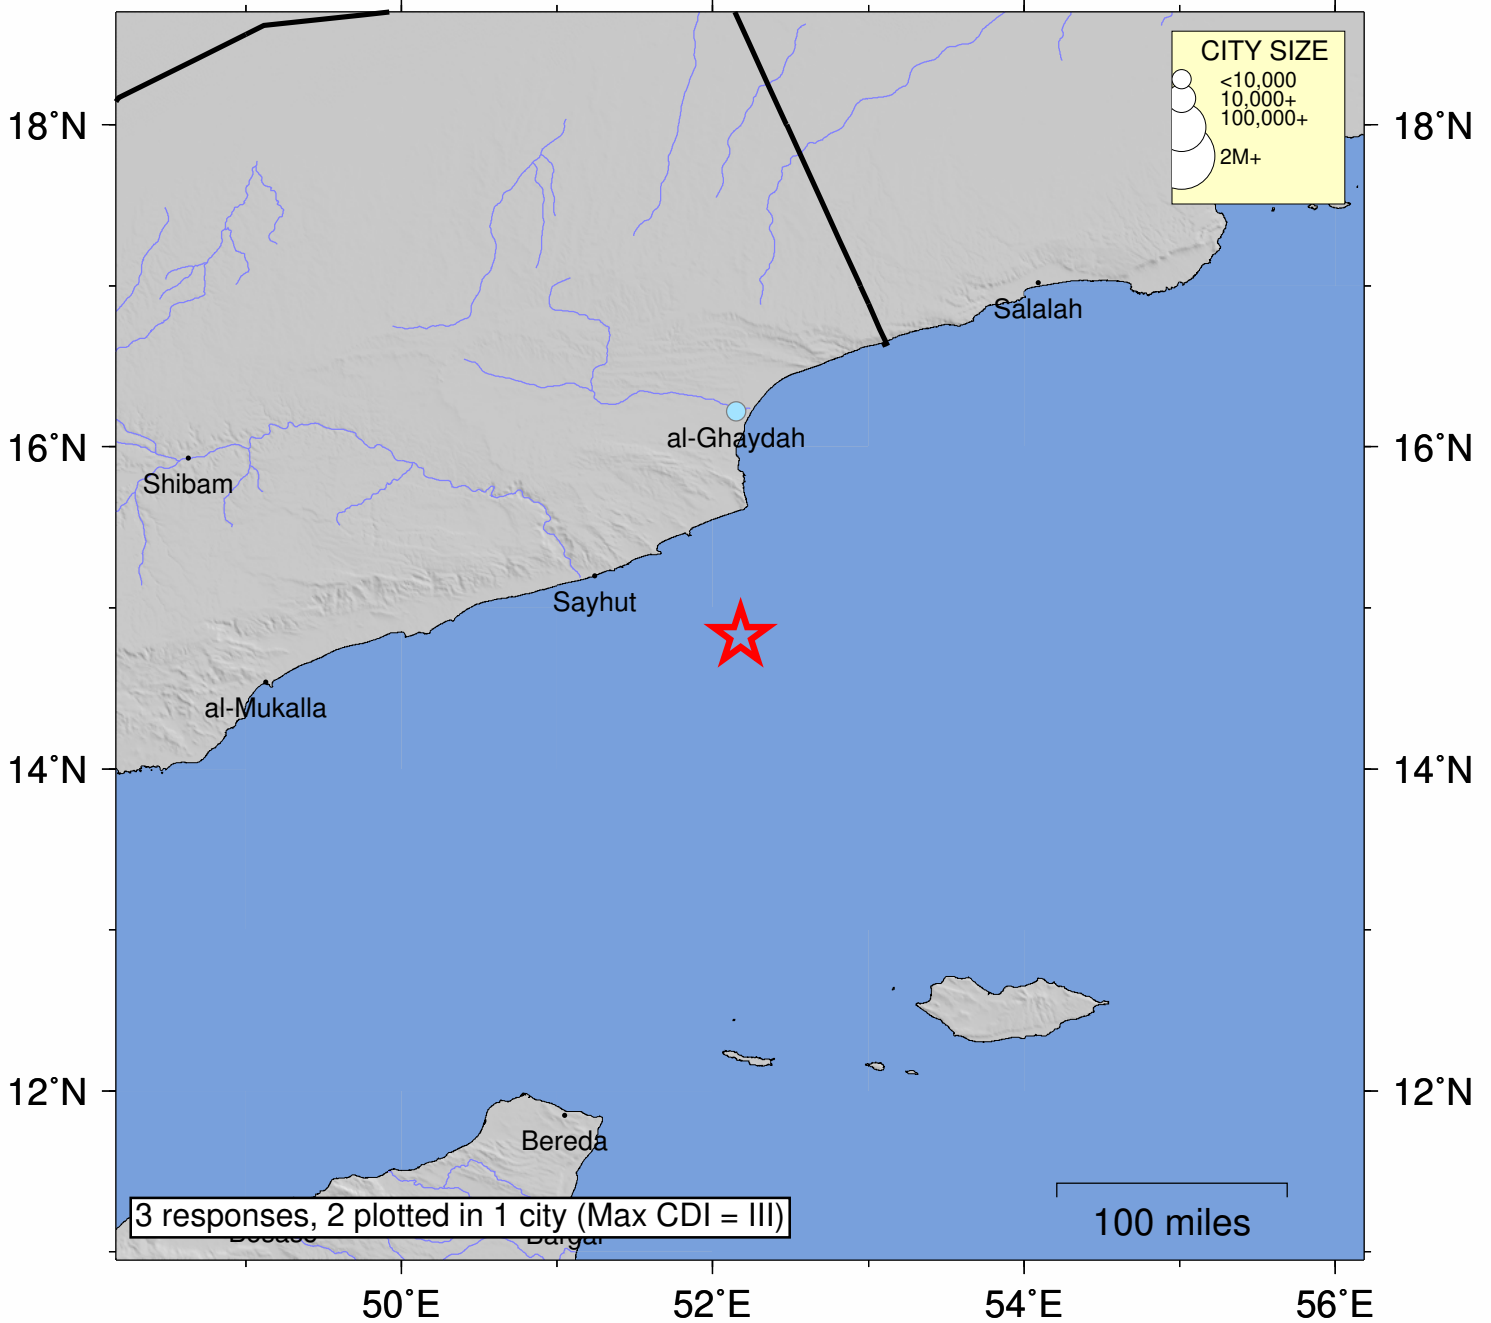 CITY SIZE
<10,000
10,000+
100,000+
2M+
18°N
18°N
Salalah
al-Ghaydah
16°N
16°N
Shibam
Sayhut
al-Mukalla
14°N
14°N
12°N
12°N
Bereda
3 responses, 2 plotted in 1 city (Max CDI = III)
100 miles
50°E
52°E
54°E
56°E